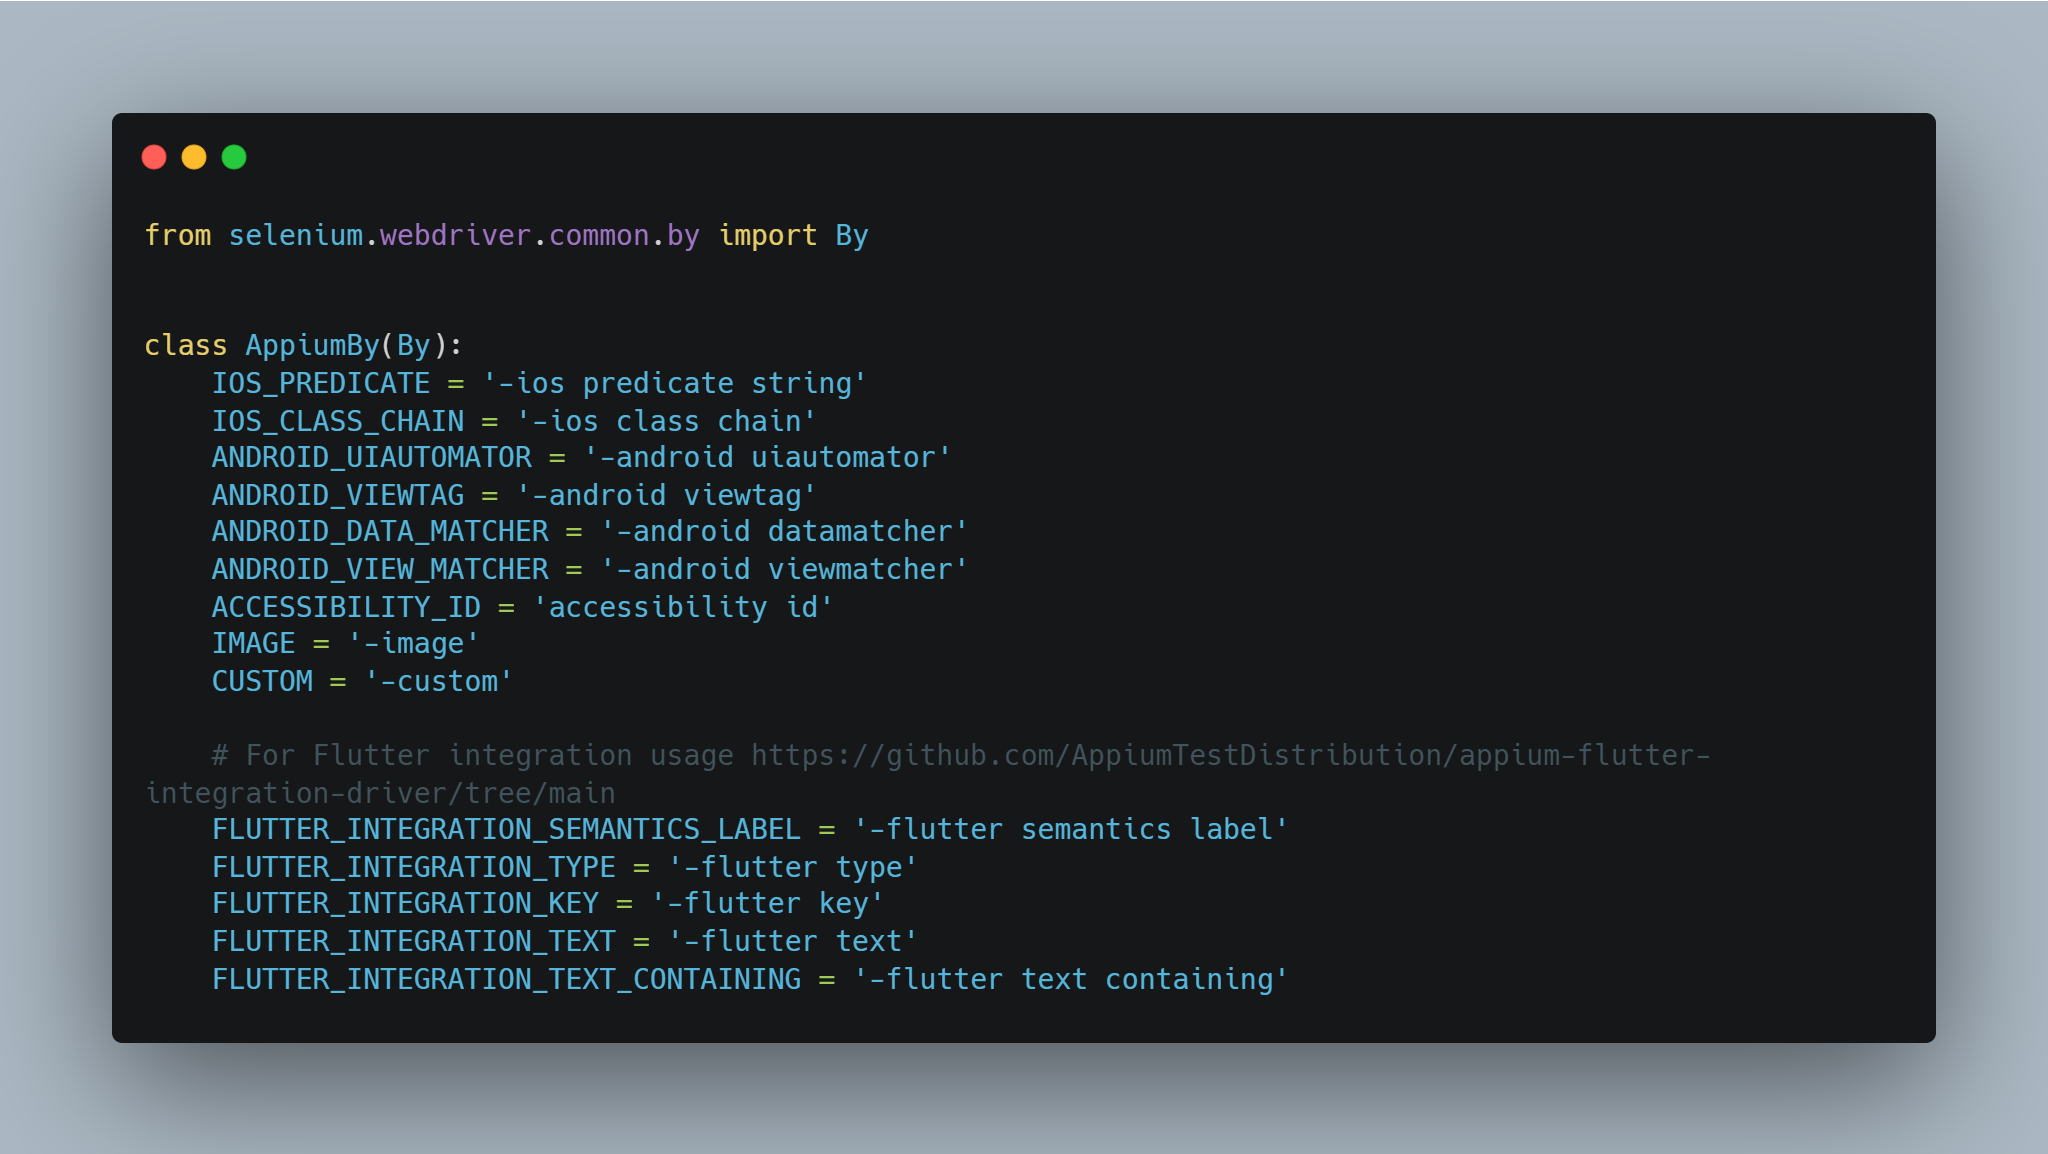 from selenium.webdriver.common.by import By
class AppiumBy(By):
    IOS_PREDICATE = '-ios predicate string'
    IOS_CLASS_CHAIN = '-ios class chain'
    ANDROID_UIAUTOMATOR = '-android uiautomator'
    ANDROID_VIEWTAG = '-android viewtag'
    ANDROID_DATA_MATCHER = '-android datamatcher'
    ANDROID_VIEW_MATCHER = '-android viewmatcher'
    ACCESSIBILITY_ID = 'accessibility id'
    IMAGE = '-image'
    CUSTOM = '-custom'
    # For Flutter integration usage https://github.com/AppiumTestDistribution/appium-flutter-
integration-driver/tree/main
    FLUTTER_INTEGRATION_SEMANTICS_LABEL = '-flutter semantics label'
    FLUTTER_INTEGRATION_TYPE = '-flutter type'
    FLUTTER_INTEGRATION_KEY = '-flutter key'
    FLUTTER_INTEGRATION_TEXT = '-flutter text'
    FLUTTER_INTEGRATION_TEXT_CONTAINING = '-flutter text containing'